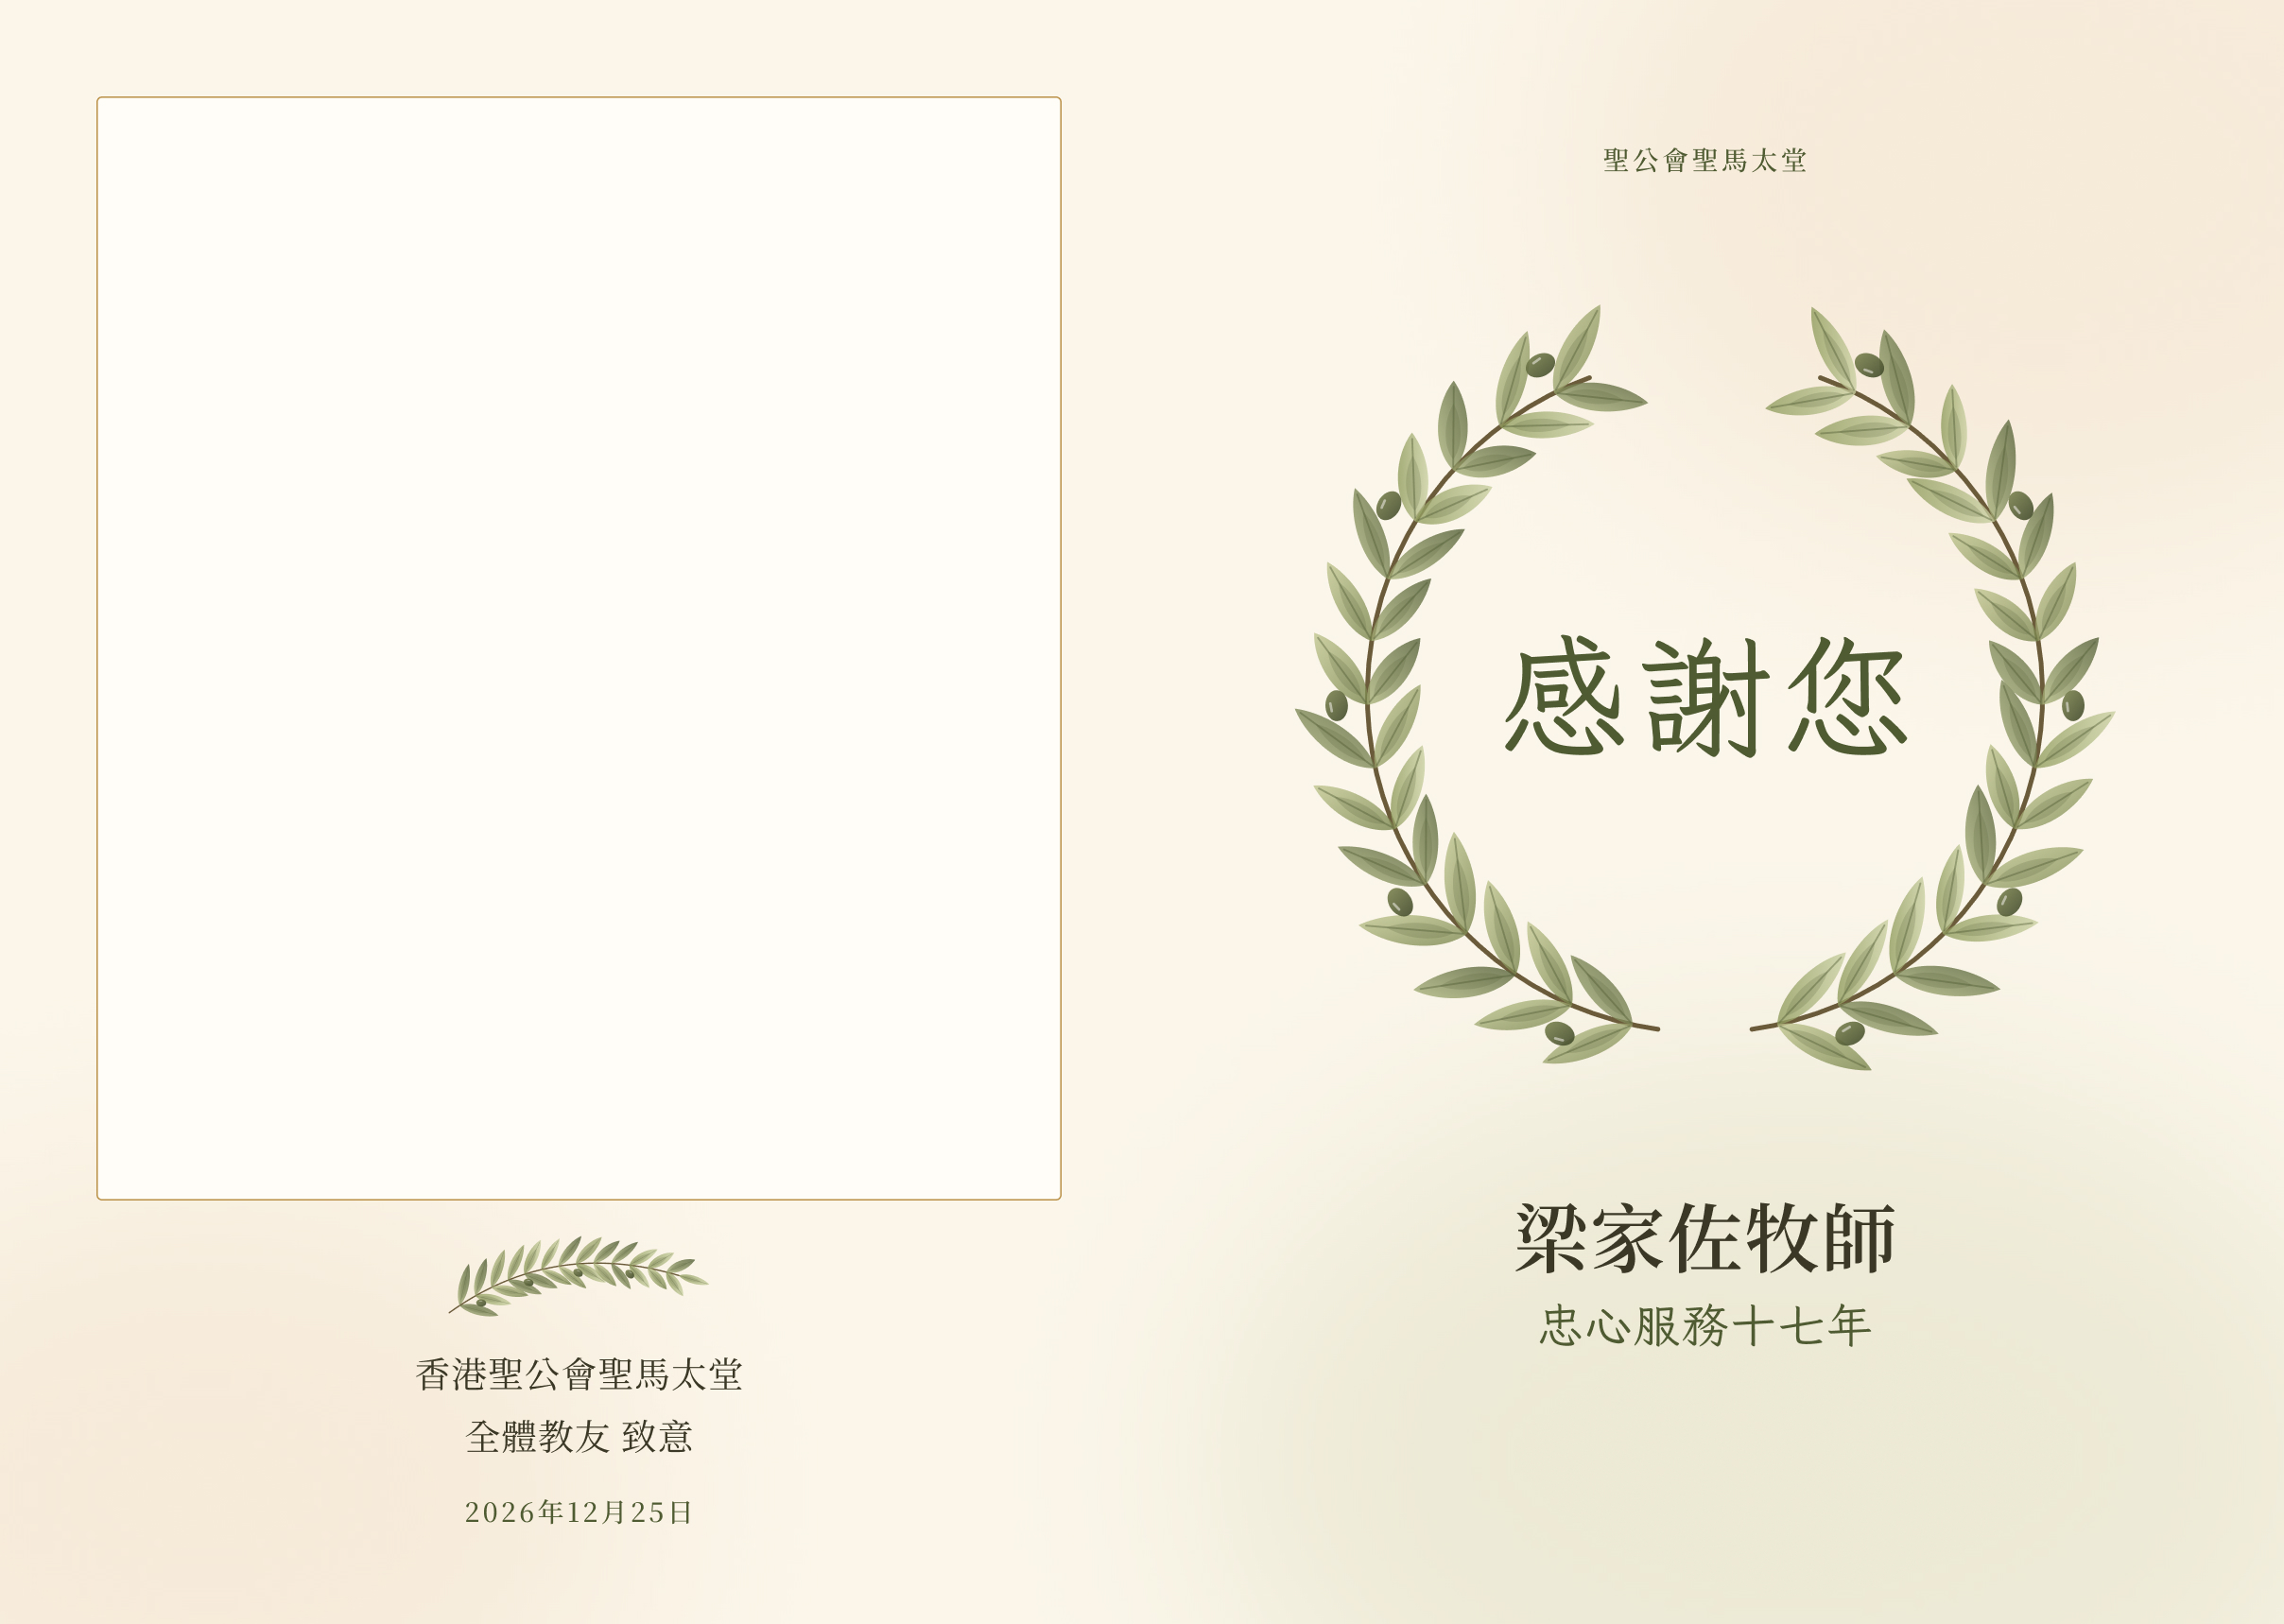 香港聖公會聖馬太堂
全體教友 致意
2026年12月25日
聖公會聖馬太堂
感謝您
梁家佐牧師
忠心服務十七年